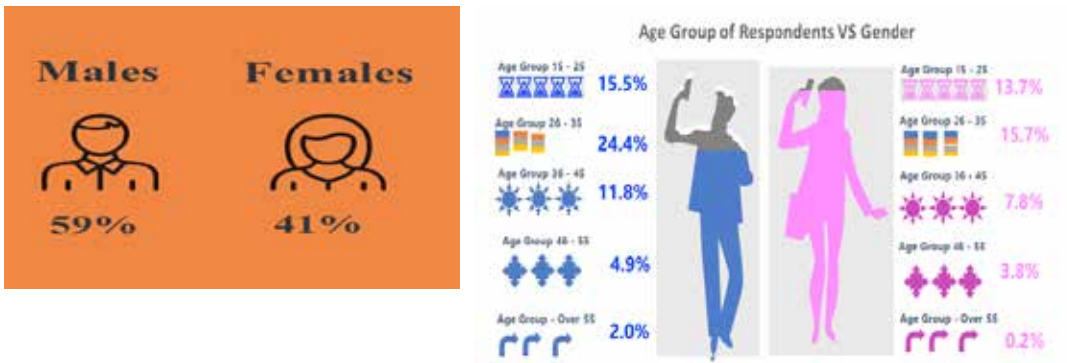 Males Females
59% 41%
Age Group of Respondents VS Gender
Age Group 15 - 25
15.5%
Age Group 26 - 35
24.4%
Age Group 36 - 45
11.8%
Age Group 46 - 55
4.9%
Age Group - Over 55
2.0%
Age Group 15 - 25
13.7%
Age Group 26 - 35
15.7%
Age Group 36 - 45
7.8%
Age Group 46 - 55
3.8%
Age Group - Over 55
0.2%